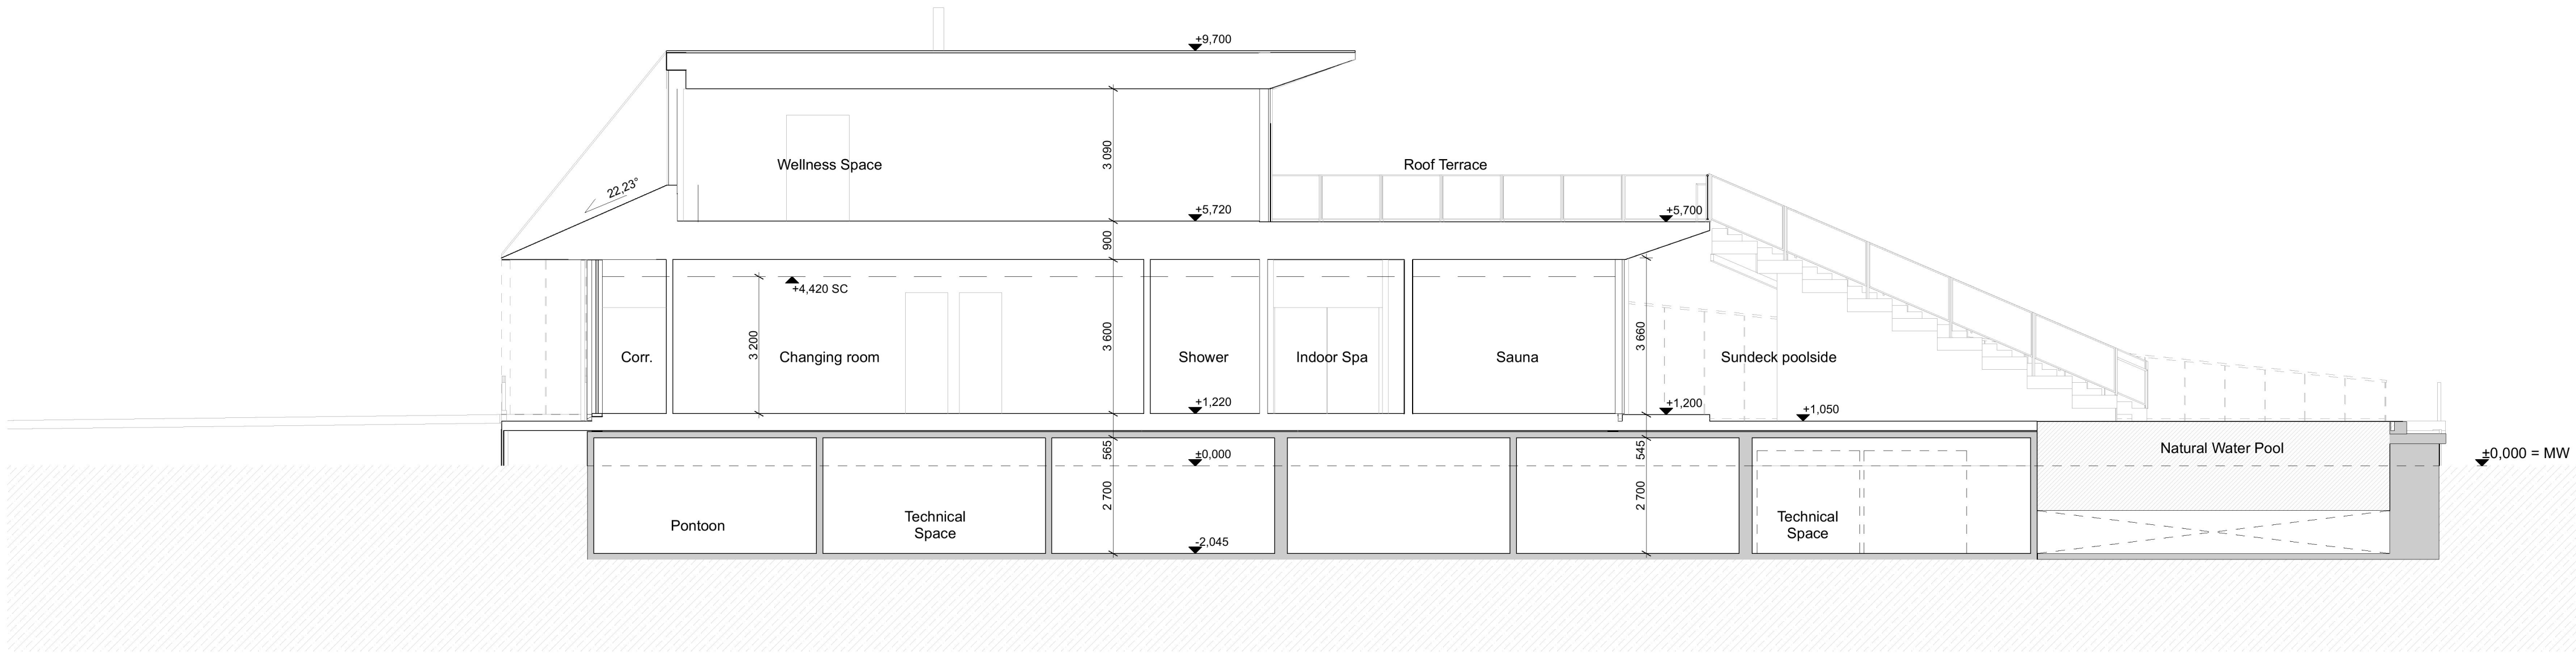 +9,700
3 090
Wellness Space
Roof Terrace
22,23°
+5,720
+5,700
900
+4,420 SC
3 200
3 600
3 660
Corr.
Changing room
Shower
Indoor Spa
Sauna
Sundeck poolside
+1,220
+1,200
+1,050
565
545
±0,000
Natural Water Pool
±0,000 = MW
2 700
2 700
Pontoon
Technical
Space
Technical
Space
-2,045